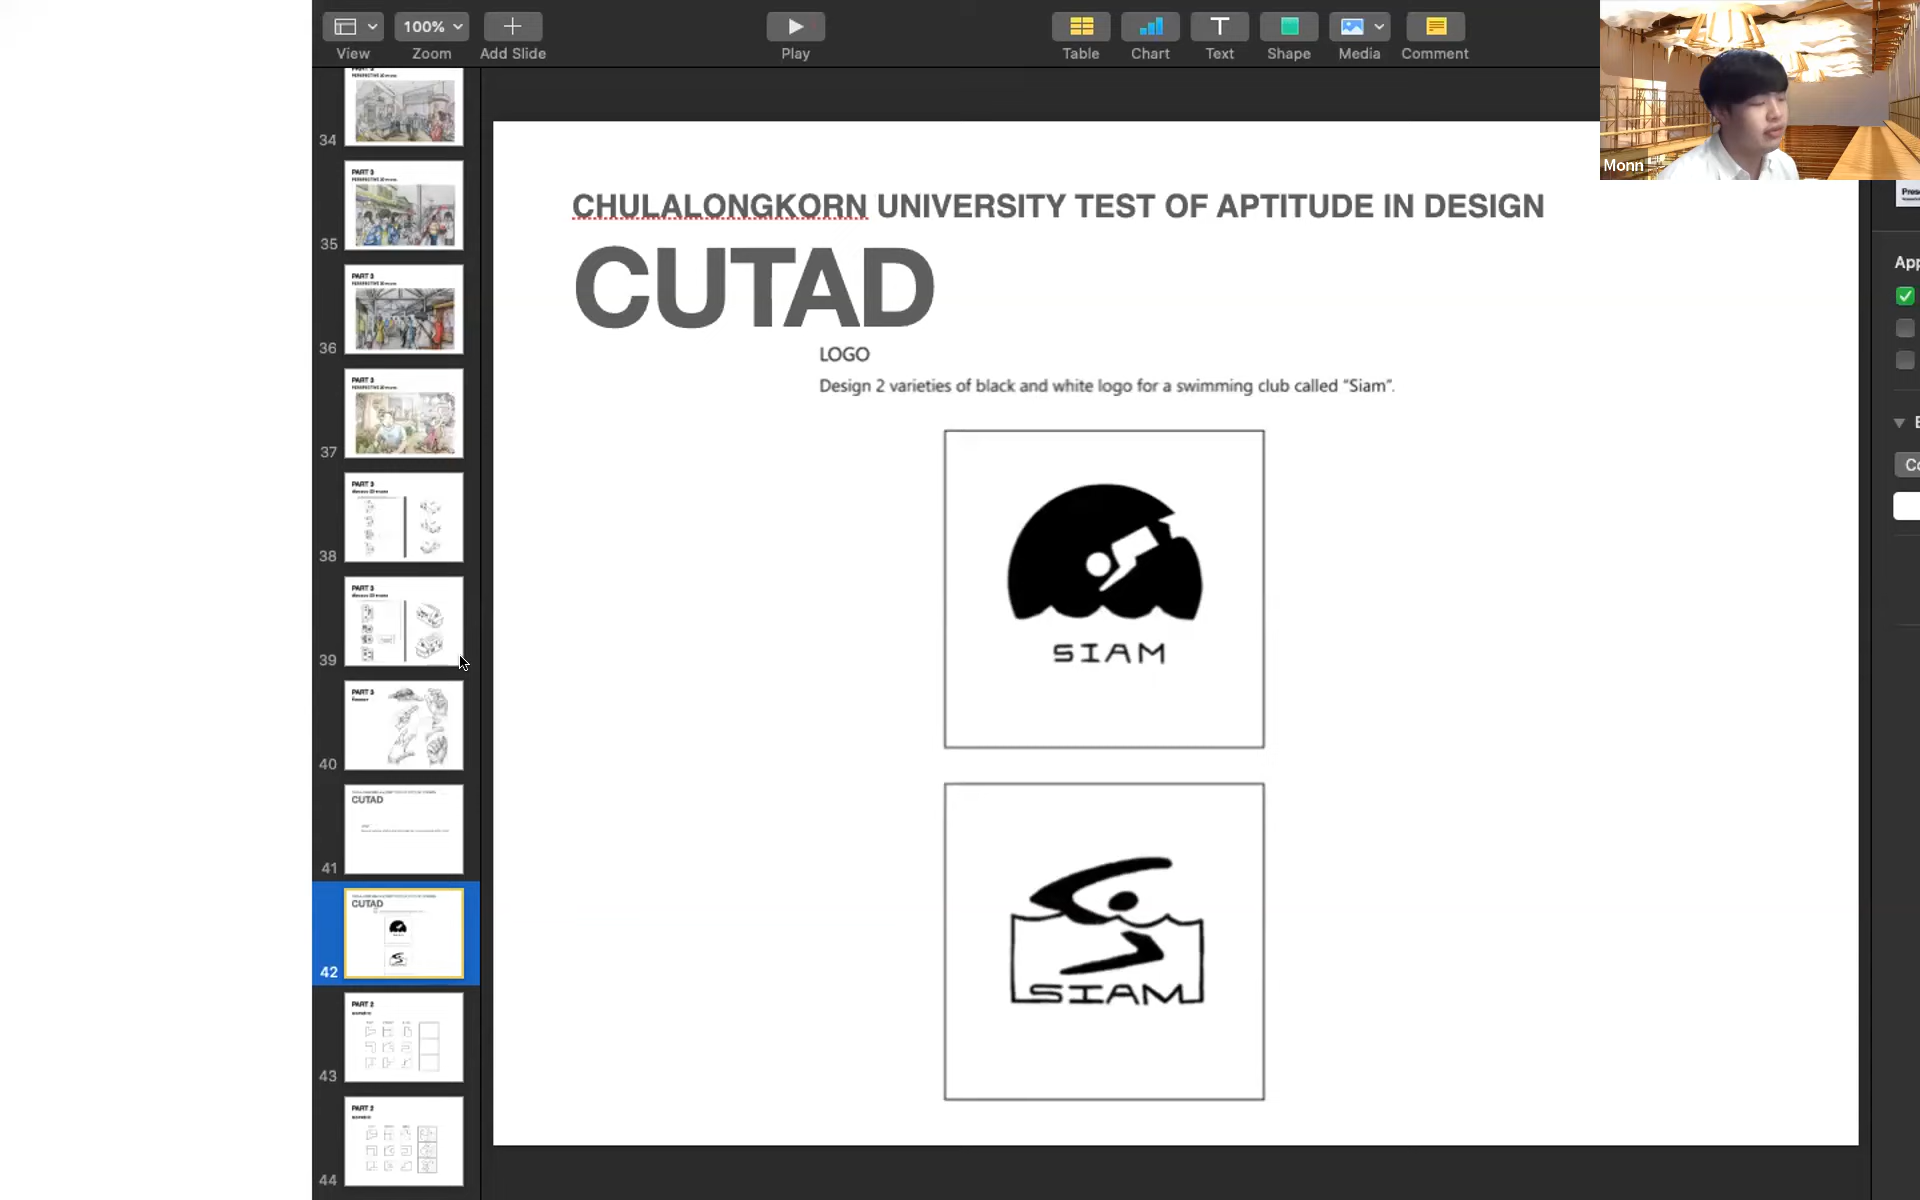 100%
View
Zoom
Add Slide
Play
Table
Chart
Text
Shape
Media
Comment
Monn
34
PART 3
35
PART 3
36
PART 3
37
PART 3
38
PART 3
39
PART 3
40
CUTAD
41
CUTAD
42
PART 2
43
PART 2
44
CHULALONGKORN UNIVERSITY TEST OF APTITUDE IN DESIGN
CUTAD
LOGO
Design 2 varieties of black and white logo for a swimming club called “Siam”.
SIAM
SIAM